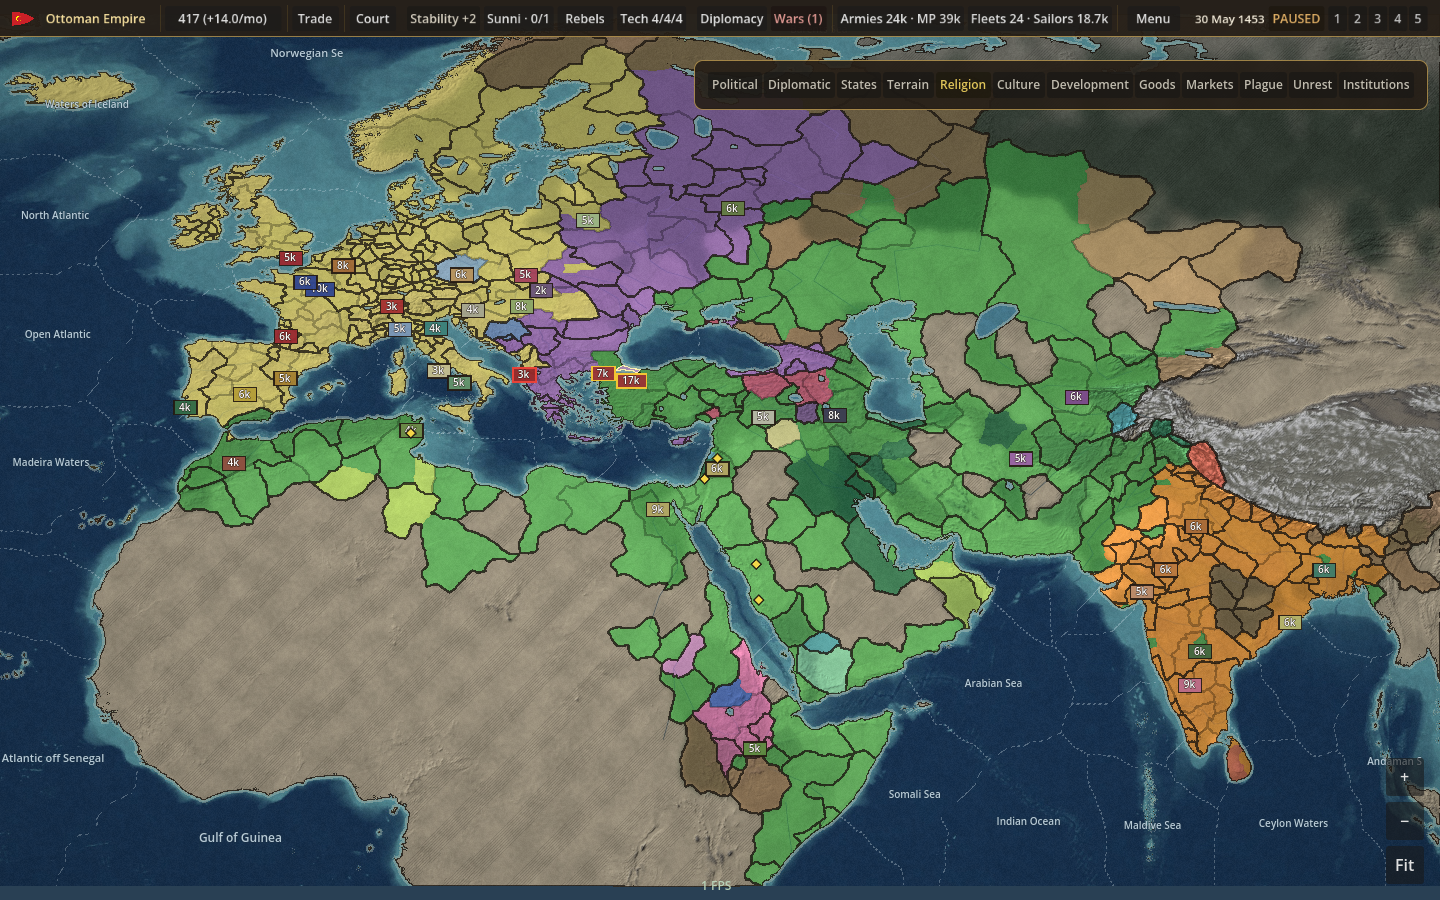 Ottoman Empire 417 (+14.0/mo) Trade Court Stability +2 Sunni · 0/1 Rebels Tech 4/4/4 Diplomacy Wars (1) Armies 24k · MP 39k Fleets 24 · Sailors 18.7k Menu 30 May 1453 PAUSED 1 2 3 4 5
Norwegian Se
Political Diplomatic States Terrain Religion Culture Development Goods Markets Plague Unrest Institutions
Waters of Iceland
North Atlantic
5k
6k
5k
8k
6k
5k
6k
2k
3k
4k
8k
Open Atlantic
5k
4k
6k
3k
5k
5k
3k
7k
17k
6k
4k
5k
8k
6k
Madeira Waters
4k
6k
5k
9k
6k
6k
6k
5k
6k
6k
Arabian Sea
9k
5k
Atlantic off Senegal
Andaman S
+
Somali Sea
Indian Ocean
Maldive Sea
Ceylon Waters
−
Gulf of Guinea
Fit
1 FPS